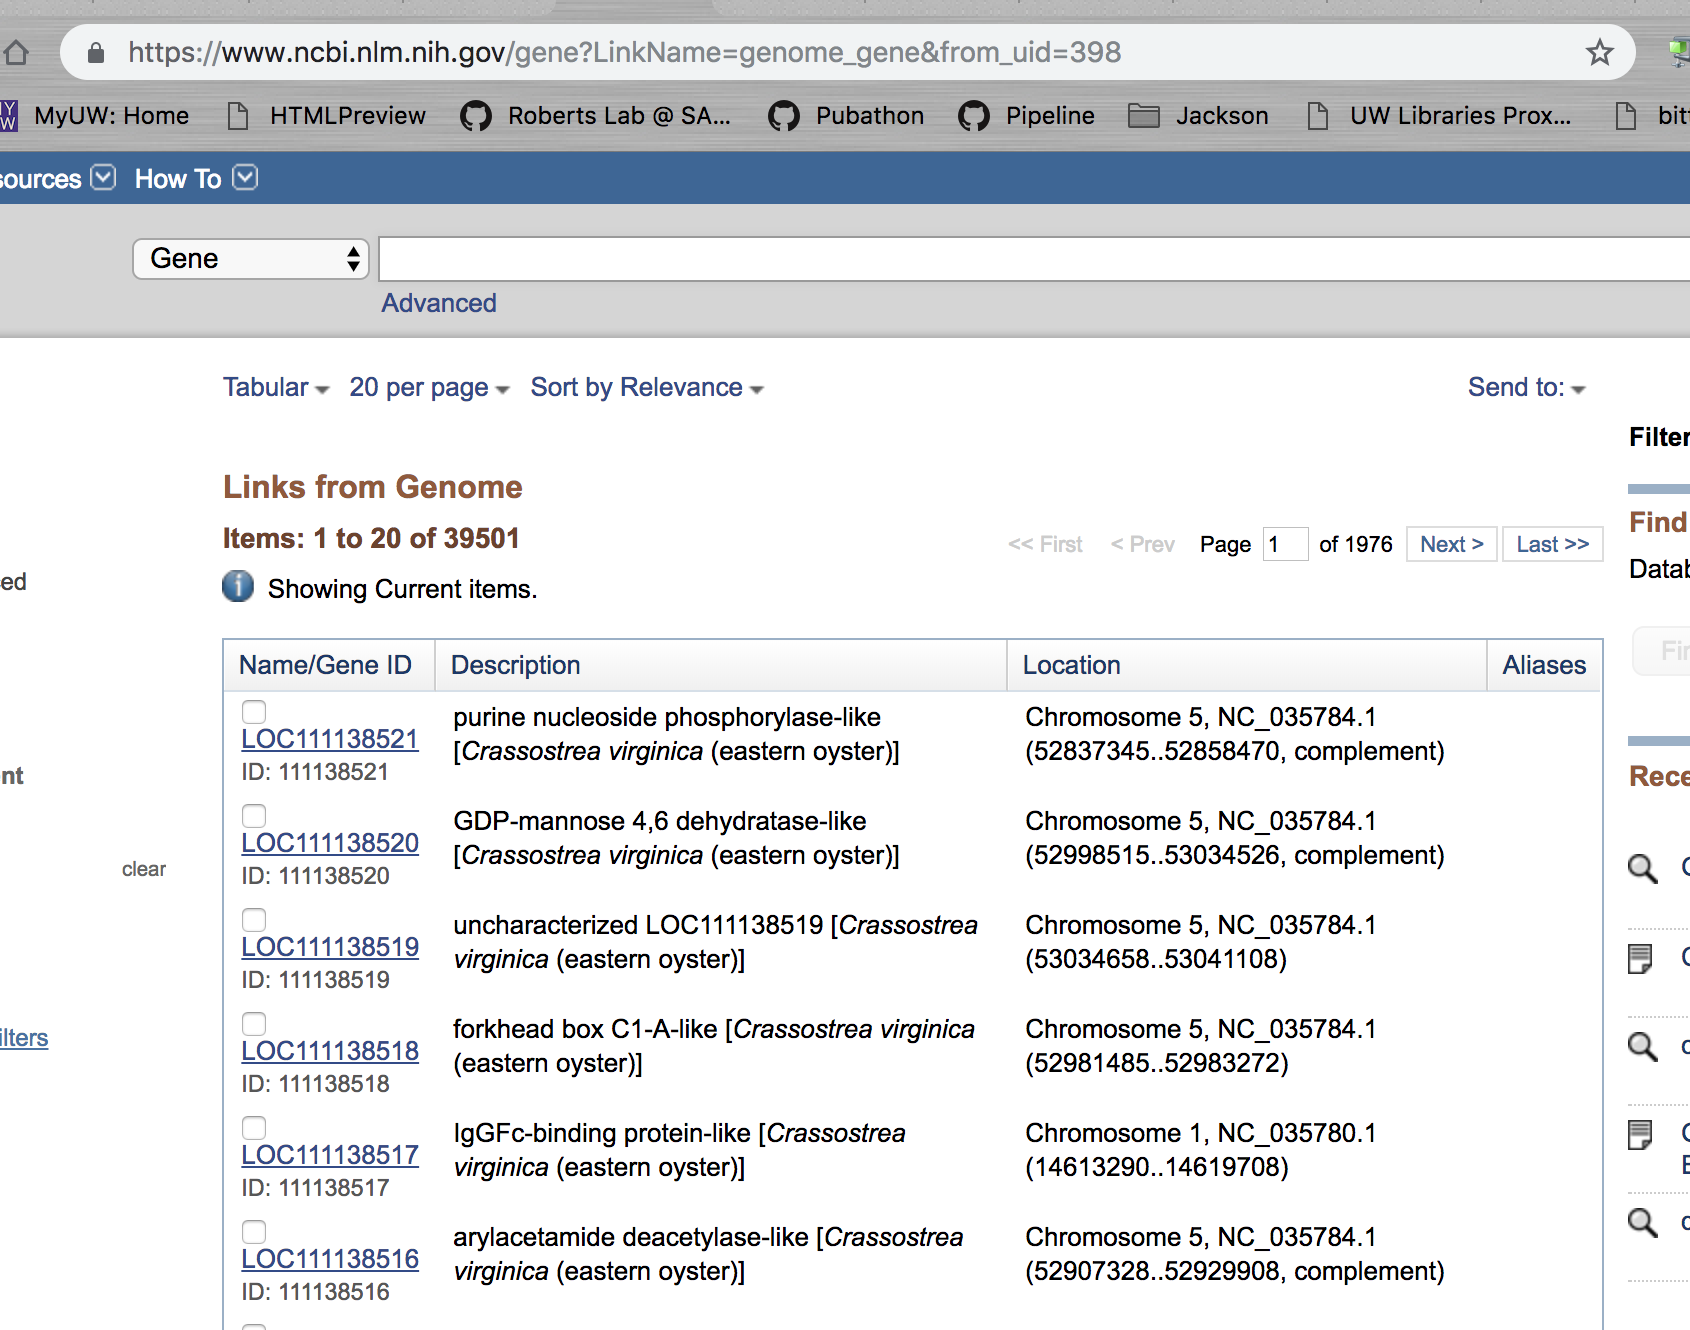 https://www.ncbi.nlm.nih.gov/gene?LinkName=genome_gene&from_uid=398
MyUW: Home HTMLPreview Roberts Lab @ SA... Pubathon Pipeline Jackson UW Libraries Prox...
How To
Gene
Advanced
Tabular 20 per page Sort by Relevance Send to:
Filter
Links from Genome
Items: 1 to 20 of 39501
<< First < Prev Page 1 of 1976 Next > Last >>
Find
Showing Current items.
Name/Gene ID Description Location Aliases
LOC111138521
ID: 111138521
purine nucleoside phosphorylase-like
[Crassostrea virginica (eastern oyster)]
Chromosome 5, NC_035784.1
(52837345..52858470, complement)
LOC111138520
ID: 111138520
GDP-mannose 4,6 dehydratase-like
[Crassostrea virginica (eastern oyster)]
Chromosome 5, NC_035784.1
(52998515..53034526, complement)
clear
LOC111138519
ID: 111138519
uncharacterized LOC111138519 [Crassostrea
virginica (eastern oyster)]
Chromosome 5, NC_035784.1
(53034658..53041108)
LOC111138518
ID: 111138518
forkhead box C1-A-like [Crassostrea virginica
(eastern oyster)]
Chromosome 5, NC_035784.1
(52981485..52983272)
LOC111138517
ID: 111138517
IgGFc-binding protein-like [Crassostrea
virginica (eastern oyster)]
Chromosome 1, NC_035780.1
(14613290..14619708)
LOC111138516
ID: 111138516
arylacetamide deacetylase-like [Crassostrea
virginica (eastern oyster)]
Chromosome 5, NC_035784.1
(52907328..52929908, complement)